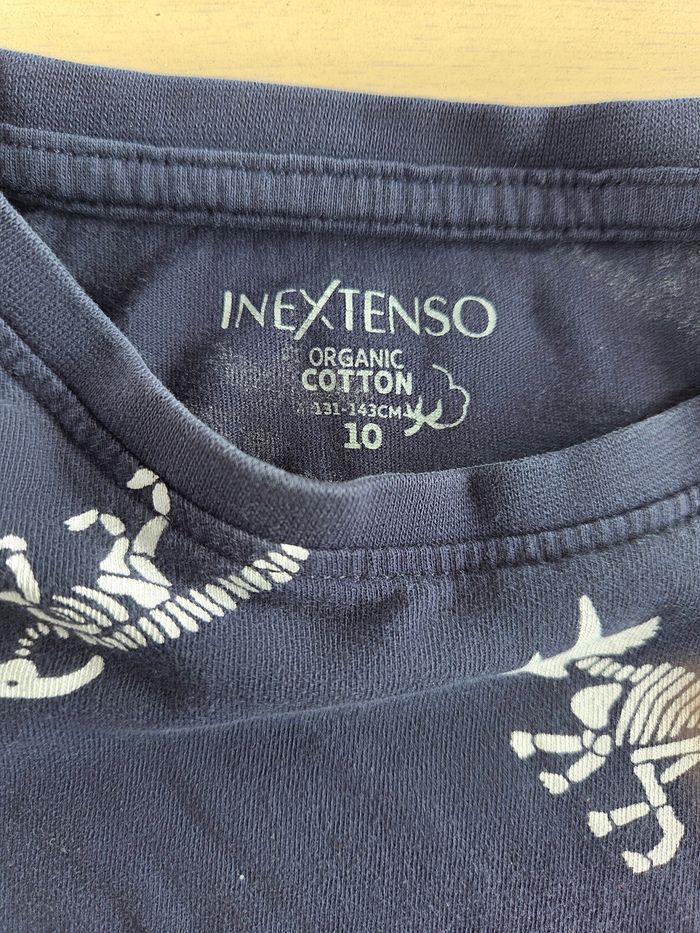 INEXTENSO
ORGANIC
COTTON
131-143CM
10